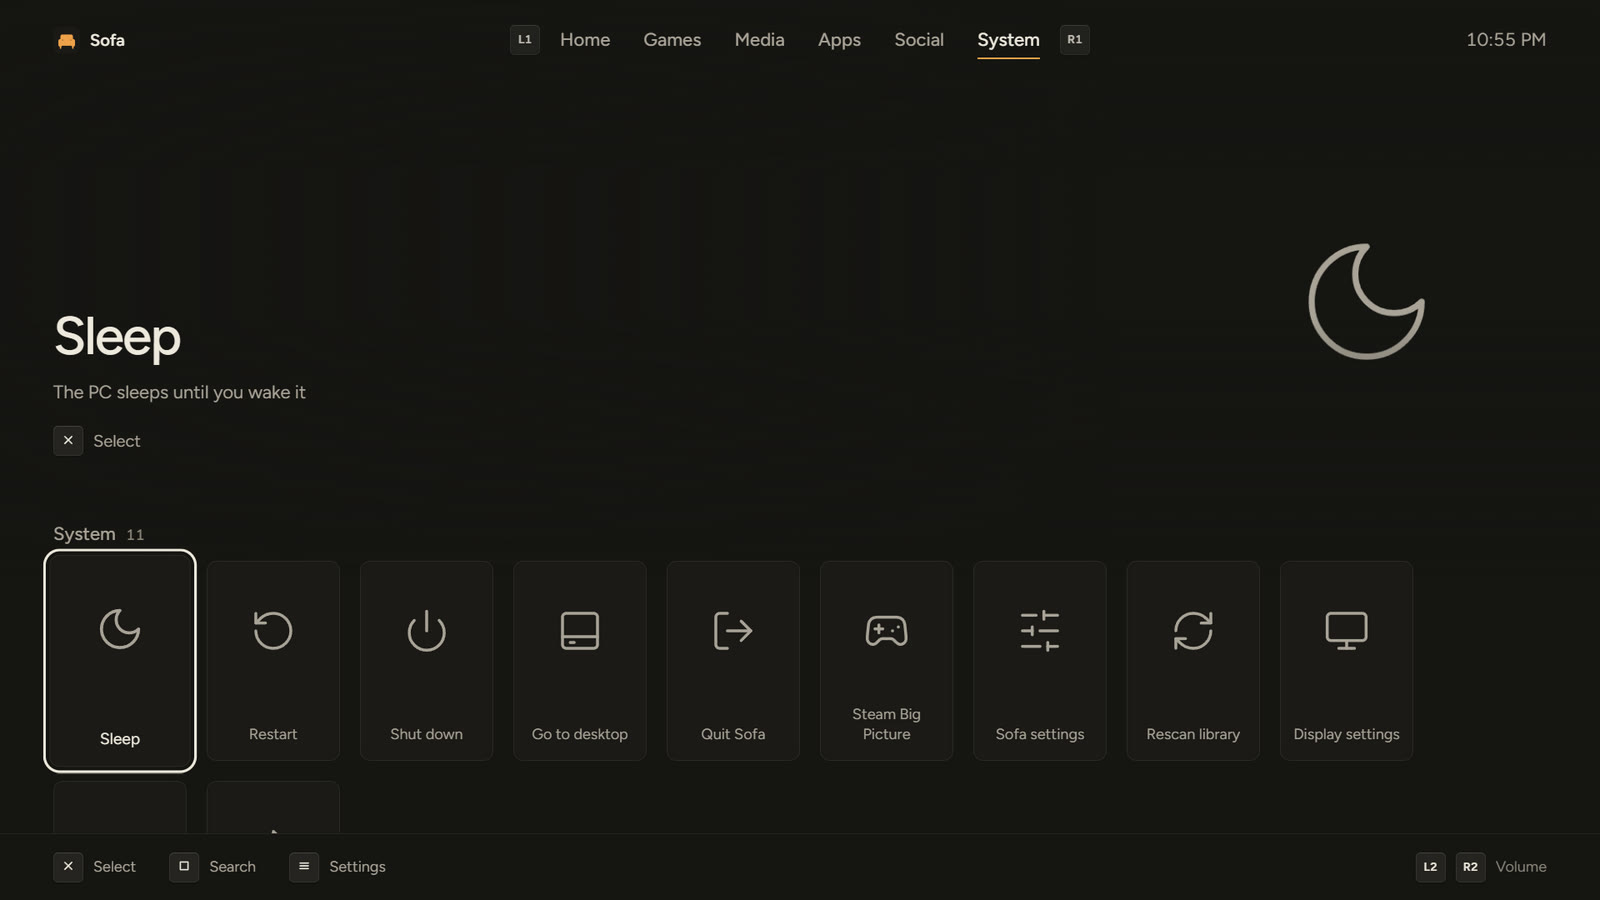 Sofa
L1 Home Games Media Apps Social System R1
10:55 PM
Sleep
The PC sleeps until you wake it
Select
System 11
Sleep
Restart
Shut down
Go to desktop
Quit Sofa
Steam Big
Picture
Sofa settings
Rescan library
Display settings
Select
Search
Settings
L2 R2 Volume